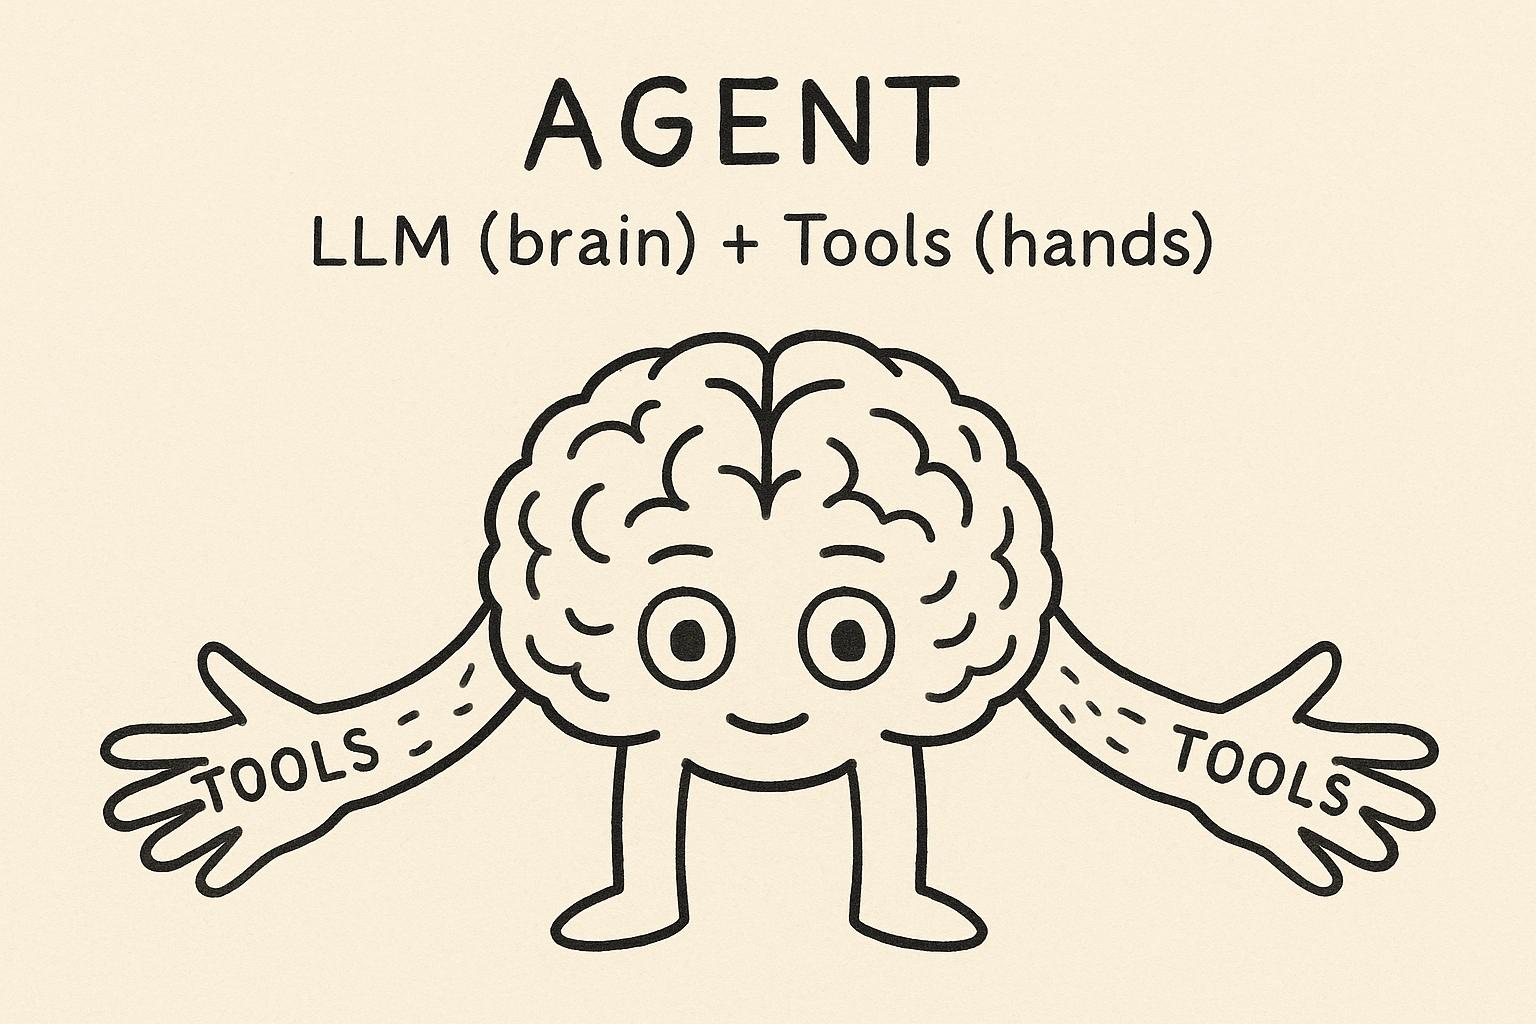 AGENT
LLM (brain) + Tools (hands)
TOOLS
TOOLS